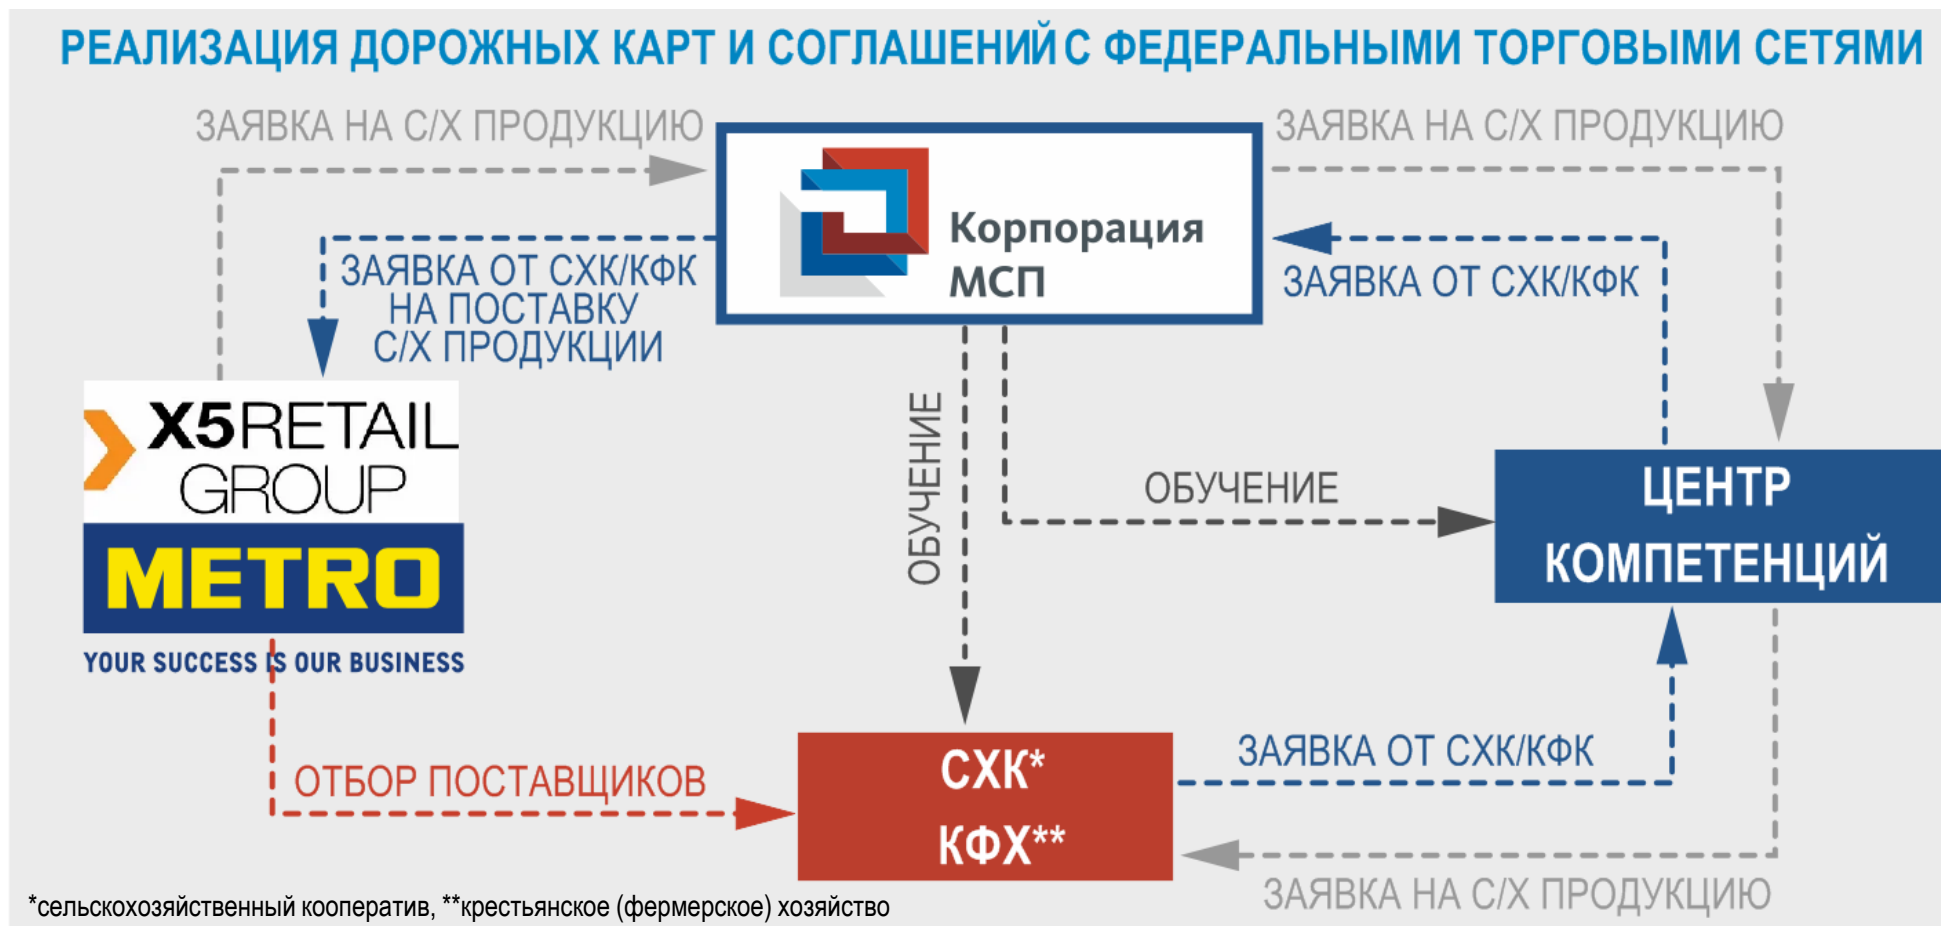 РЕАЛИЗАЦИЯ ДОРОЖНЫХ КАРТ И СОГЛАШЕНИЙ С ФЕДЕРАЛЬНЫМИ ТОРГОВЫМИ СЕТЯМИ
ЗАЯВКА НА С/Х ПРОДУКЦИЮ
ЗАЯВКА НА С/Х ПРОДУКЦИЮ
Корпорация
МСП
ЗАЯВКА ОТ СХК/КФК
НА ПОСТАВКУ
С/Х ПРОДУКЦИИ
ЗАЯВКА ОТ СХК/КФК
X5RETAIL
GROUP
METRO
YOUR SUCCESS IS OUR BUSINESS
ОБУЧЕНИЕ
ОБУЧЕНИЕ
ЦЕНТР
КОМПЕТЕНЦИЙ
ОТБОР ПОСТАВЩИКОВ
СХК*
КФХ**
ЗАЯВКА ОТ СХК/КФК
ЗАЯВКА НА С/Х ПРОДУКЦИЮ
*сельскохозяйственный кооператив, **крестьянское (фермерское) хозяйство